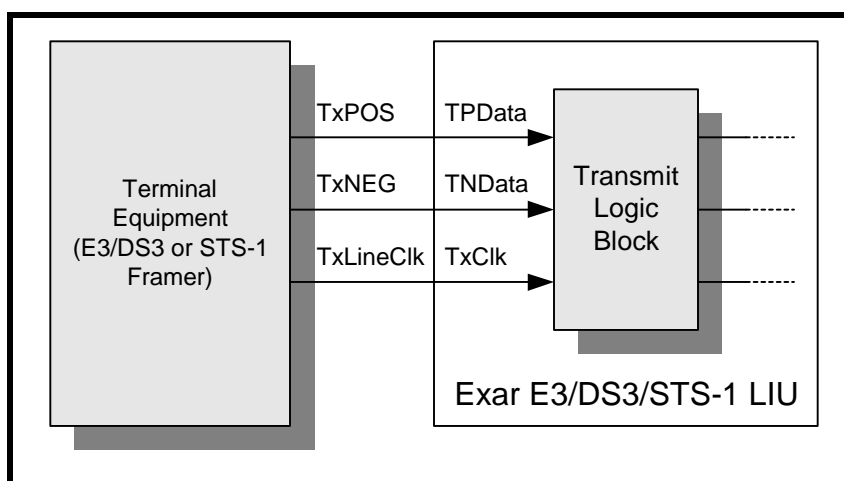 Terminal
Equipment
(E3/DS3 or STS-1
Framer)
TxPOS
TPData
TxNEG
TNData
TxLineClk
TxClk
Transmit
Logic
Block
Exar E3/DS3/STS-1 LIU